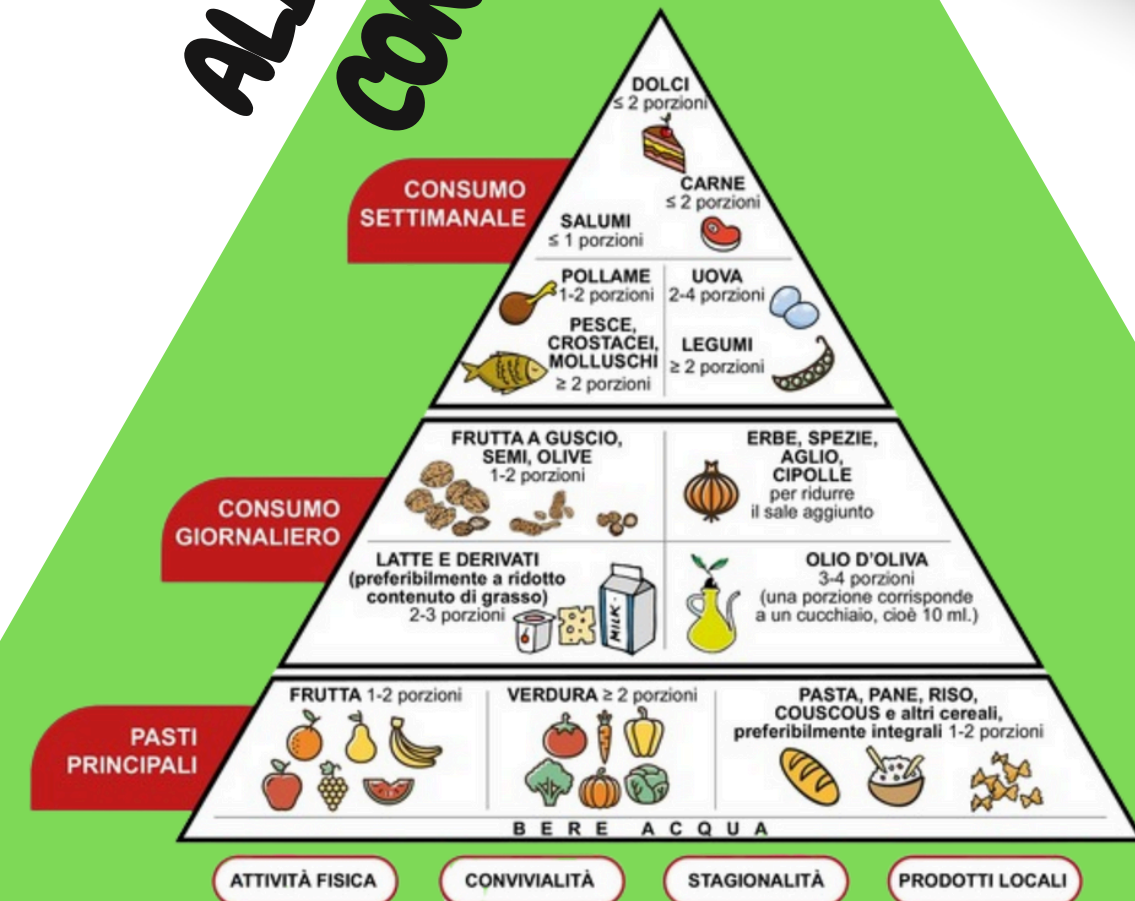 DOLCI
≤ 2 porzioni
CARNE
≤ 2 porzioni
SALUMI
≤ 1 porzioni
CONSUMO
SETTIMANALE
POLLAME
1-2 porzioni
UOVA
2-4 porzioni
PESCE,
CROSTACEI,
MOLLUSCHI
≥ 2 porzioni
LEGUMI
≥ 2 porzioni
CONSUMO
GIORNALIERO
FRUTTA A GUSCIO,
SEMI, OLIVE
1-2 porzioni
ERBE, SPEZIE,
AGLIO,
CIPOLLE
per ridurre
il sale aggiunto
LATTE E DERIVATI
(preferibilmente a ridotto
contenuto di grasso)
2-3 porzioni
MILK
OLIO D'OLIVA
3-4 porzioni
(una porzione corrisponde
a un cucchiaio, cioè 10 ml.)
PASTI
PRINCIPALI
FRUTTA 1-2 porzioni
VERDURA ≥ 2 porzioni
PASTA, PANE, RISO,
COUSCOUS e altri cereali,
preferibilmente integrali 1-2 porzioni
BERE ACQUA
ATTIVITÀ FISICA
CONVIVIALITÀ
STAGIONALITÀ
PRODOTTI LOCALI